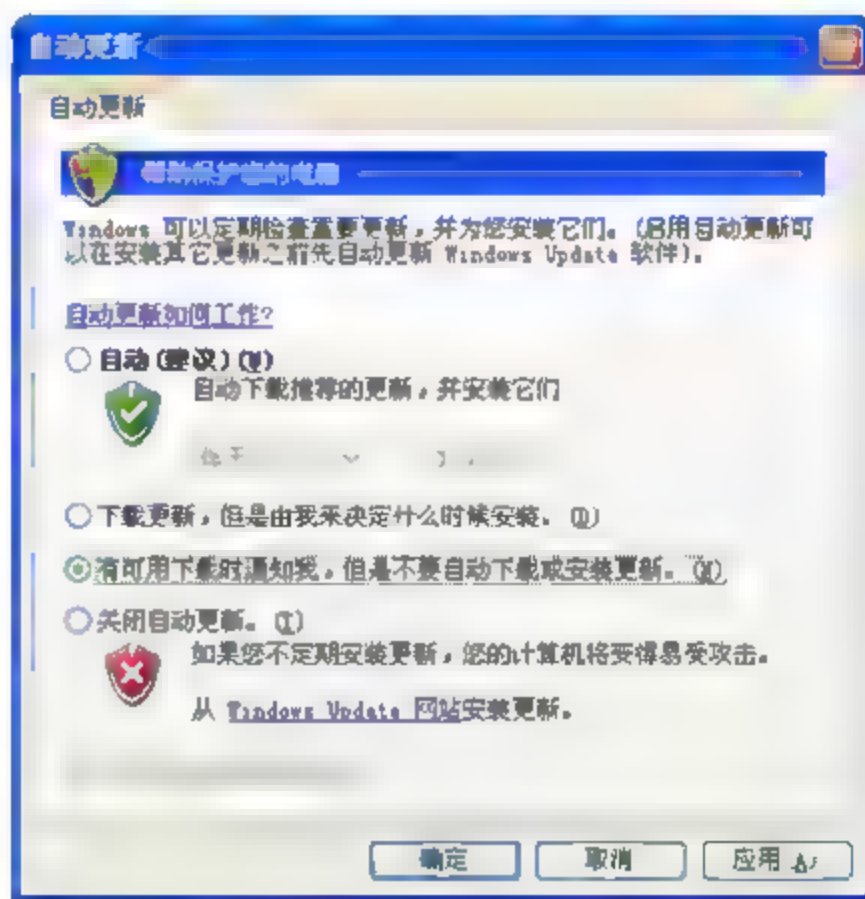 自动更新
自动更新
帮助保护您的电脑
Windows 可以定期检查重要更新，并为您安装它们。(启用自动更新可
以在安装其它更新之前先自动更新 Windows Update 软件)。
自动更新如何工作?
自动(建议)(U)
自动下载推荐的更新，并安装它们
下载更新，但是由我来决定什么时候安装。(D)
有可用下载时通知我，但是不要自动下载或安装更新。(N)
关闭自动更新。(T)
如果您不定期安装更新，您的计算机将变得易受攻击。
从 Windows Update 网站安装更新。
确定
取消
应用